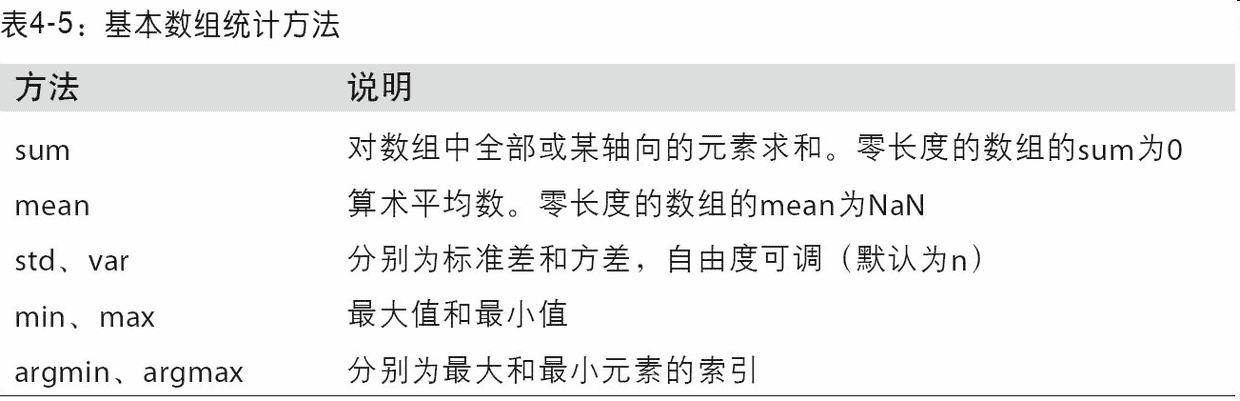 表4-5：基本数组统计方法
方法 说明
sum 对数组中全部或某轴向的元素求和。零长度的数组的sum为0
mean 算术平均数。零长度的数组的mean为NaN
std、var 分别为标准差和方差，自由度可调（默认为n）
min、max 最大值和最小值
argmin、argmax 分别为最大和最小元素的索引